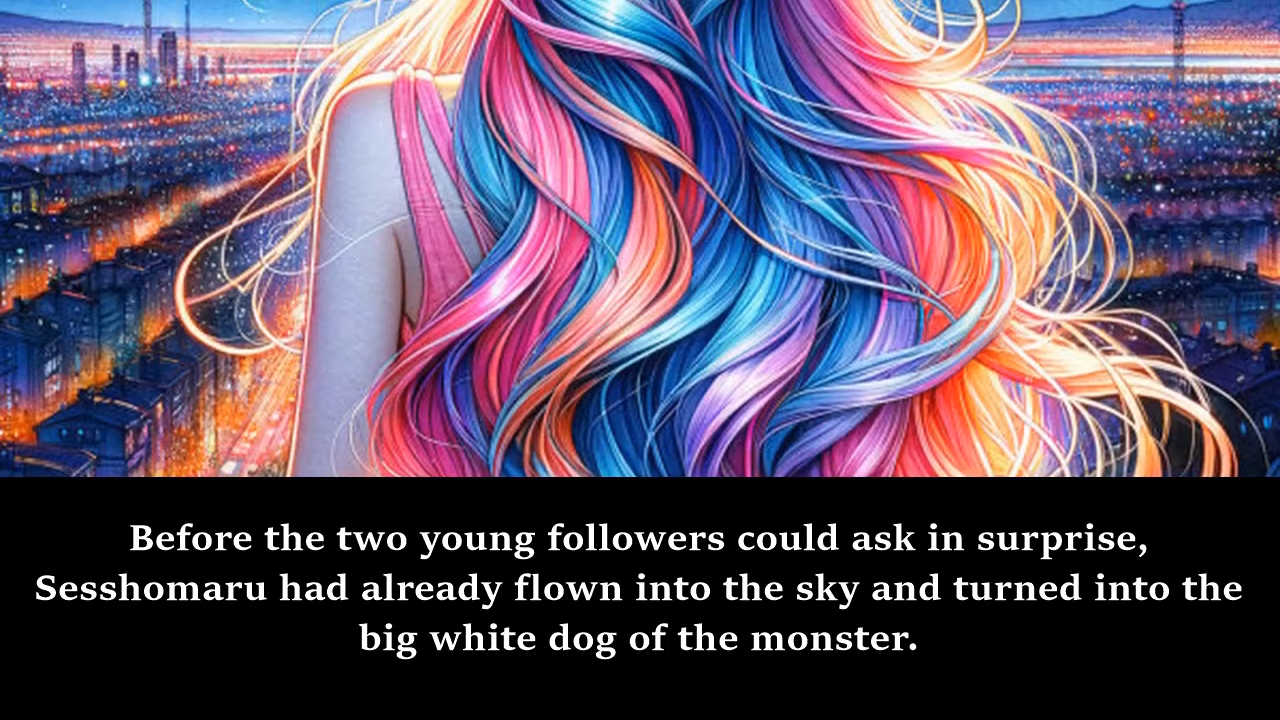 Before the two young followers could ask in surprise,
Sesshomaru had already flown into the sky and turned into the
big white dog of the monster.